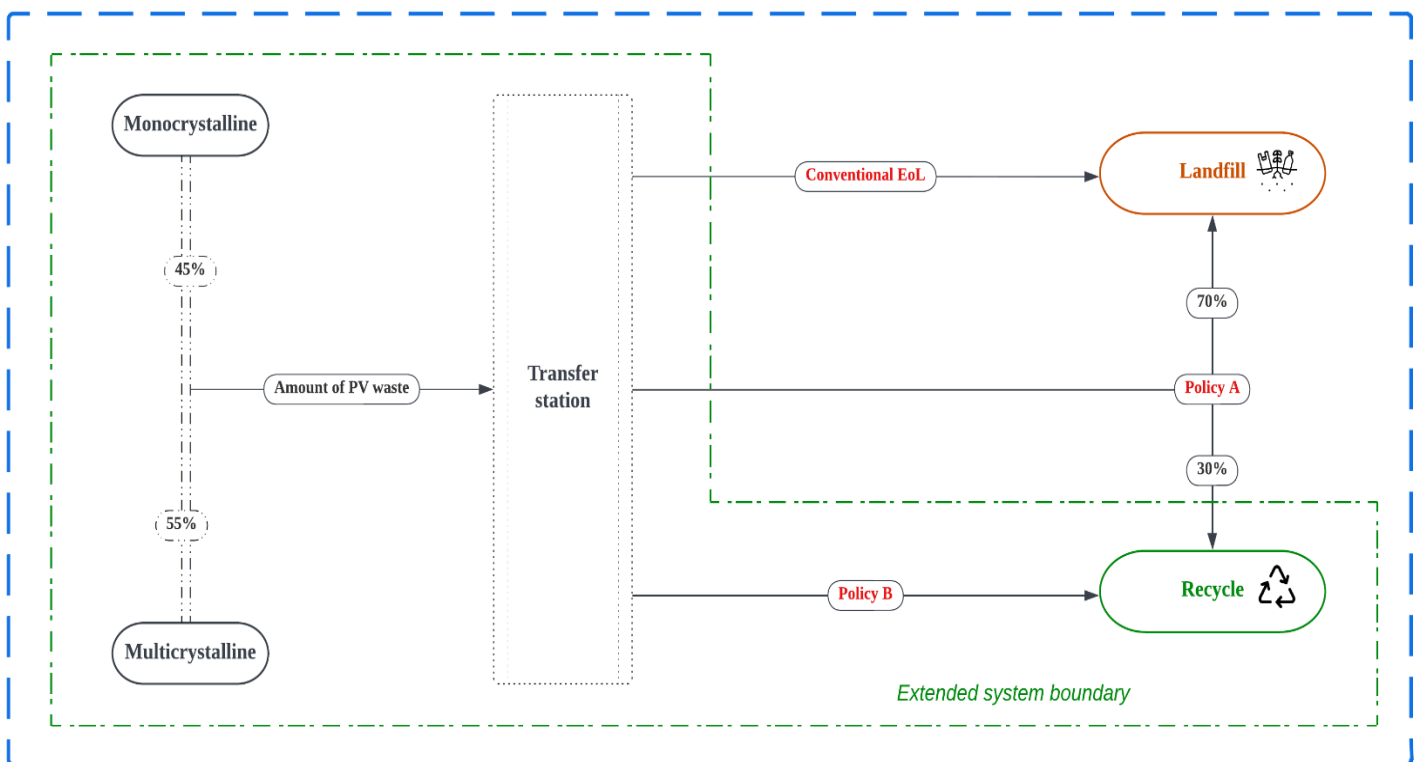 Monocrystalline
Conventional EoL
Landfill
45%
70%
Amount of PV waste
Transfer
station
Policy A
30%
55%
Policy B
Recycle
Multicrystalline
Extended system boundary